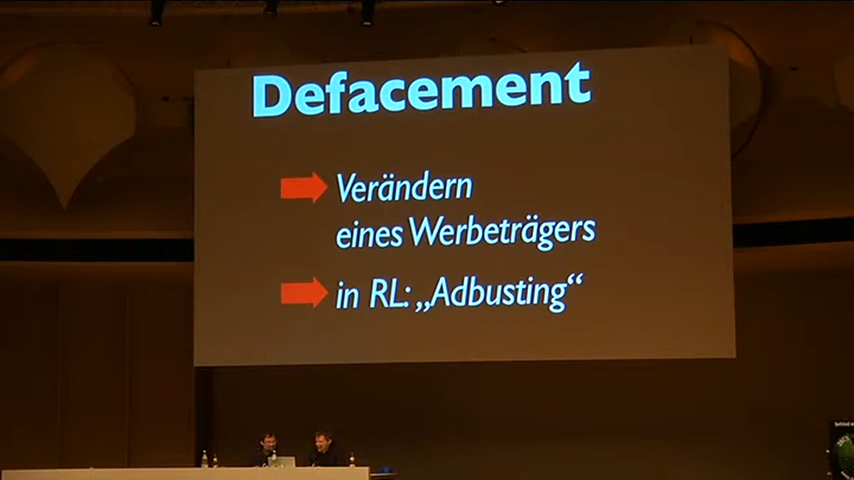 Defacement
Verändern
eines Werbeträgers
in RL: „Adbusting“